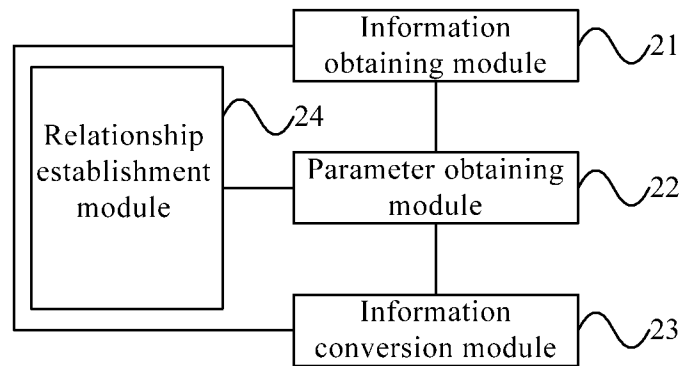 Information
obtaining module
21
Relationship
establishment
module
24
Parameter obtaining
module
22
Information
conversion module
23